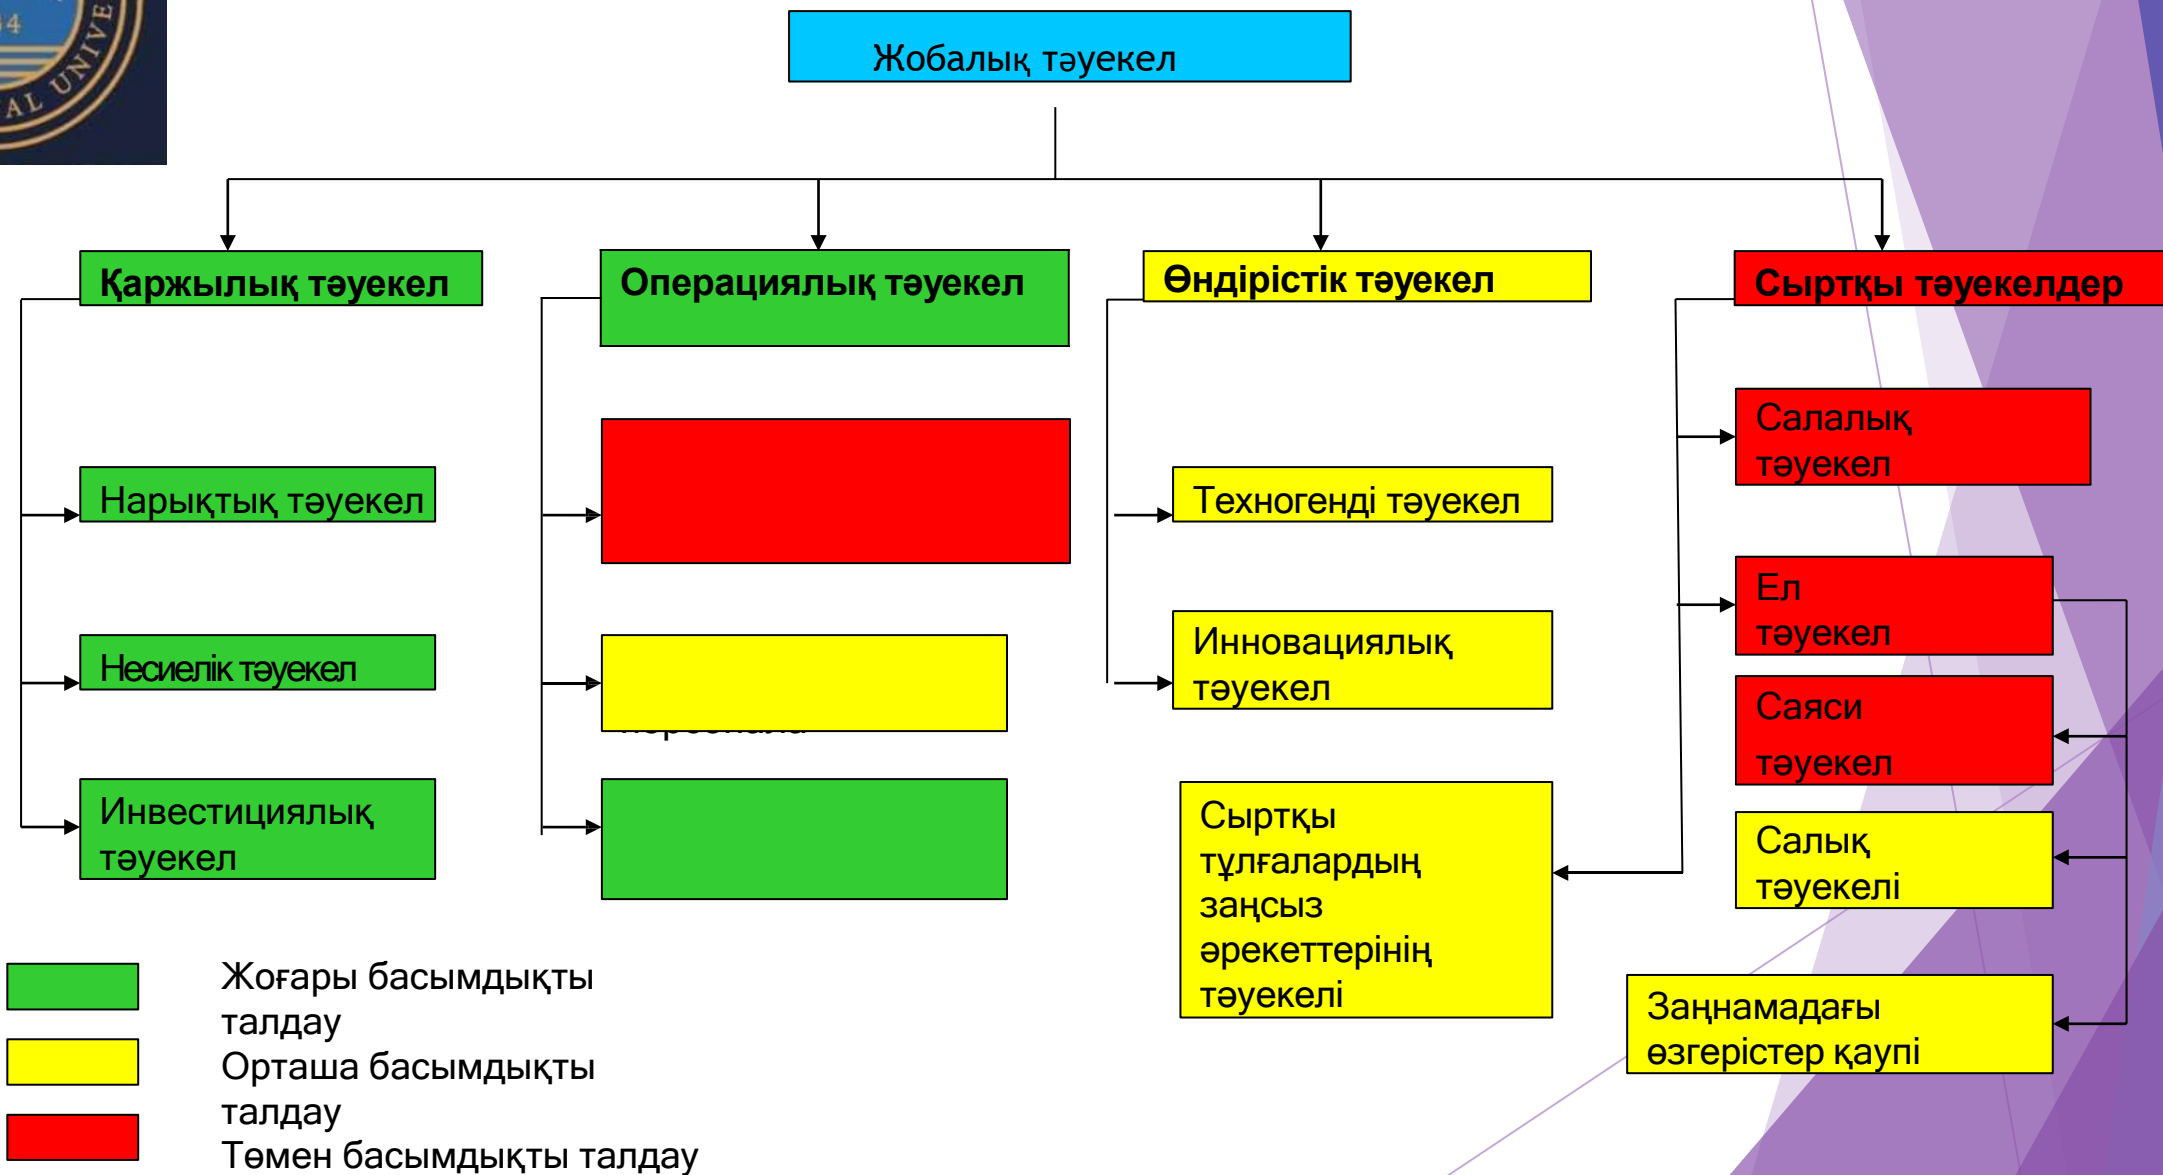 Жобалық тәуекел
Қаржылық тәуекел
Операциялық тәуекел
Өндірістік тәуекел
Сыртқы тәуекелдер
Нарықтық тәуекел
Несиелік тәуекел
Инвестициялық
тәуекел
Техногенді тәуекел
Инновациялық
тәуекел
Сыртқы
тұлғалардың
заңсыз
әрекеттерінің
тәуекелі
Салалық
тәуекел
Ел
тәуекел
Саяси
тәуекел
Салық
тәуекелі
Заңнамадағы
өзгерістер қаупі
Жоғары басымдықты
талдау
Орташа басымдықты
талдау
Төмен басымдықты талдау